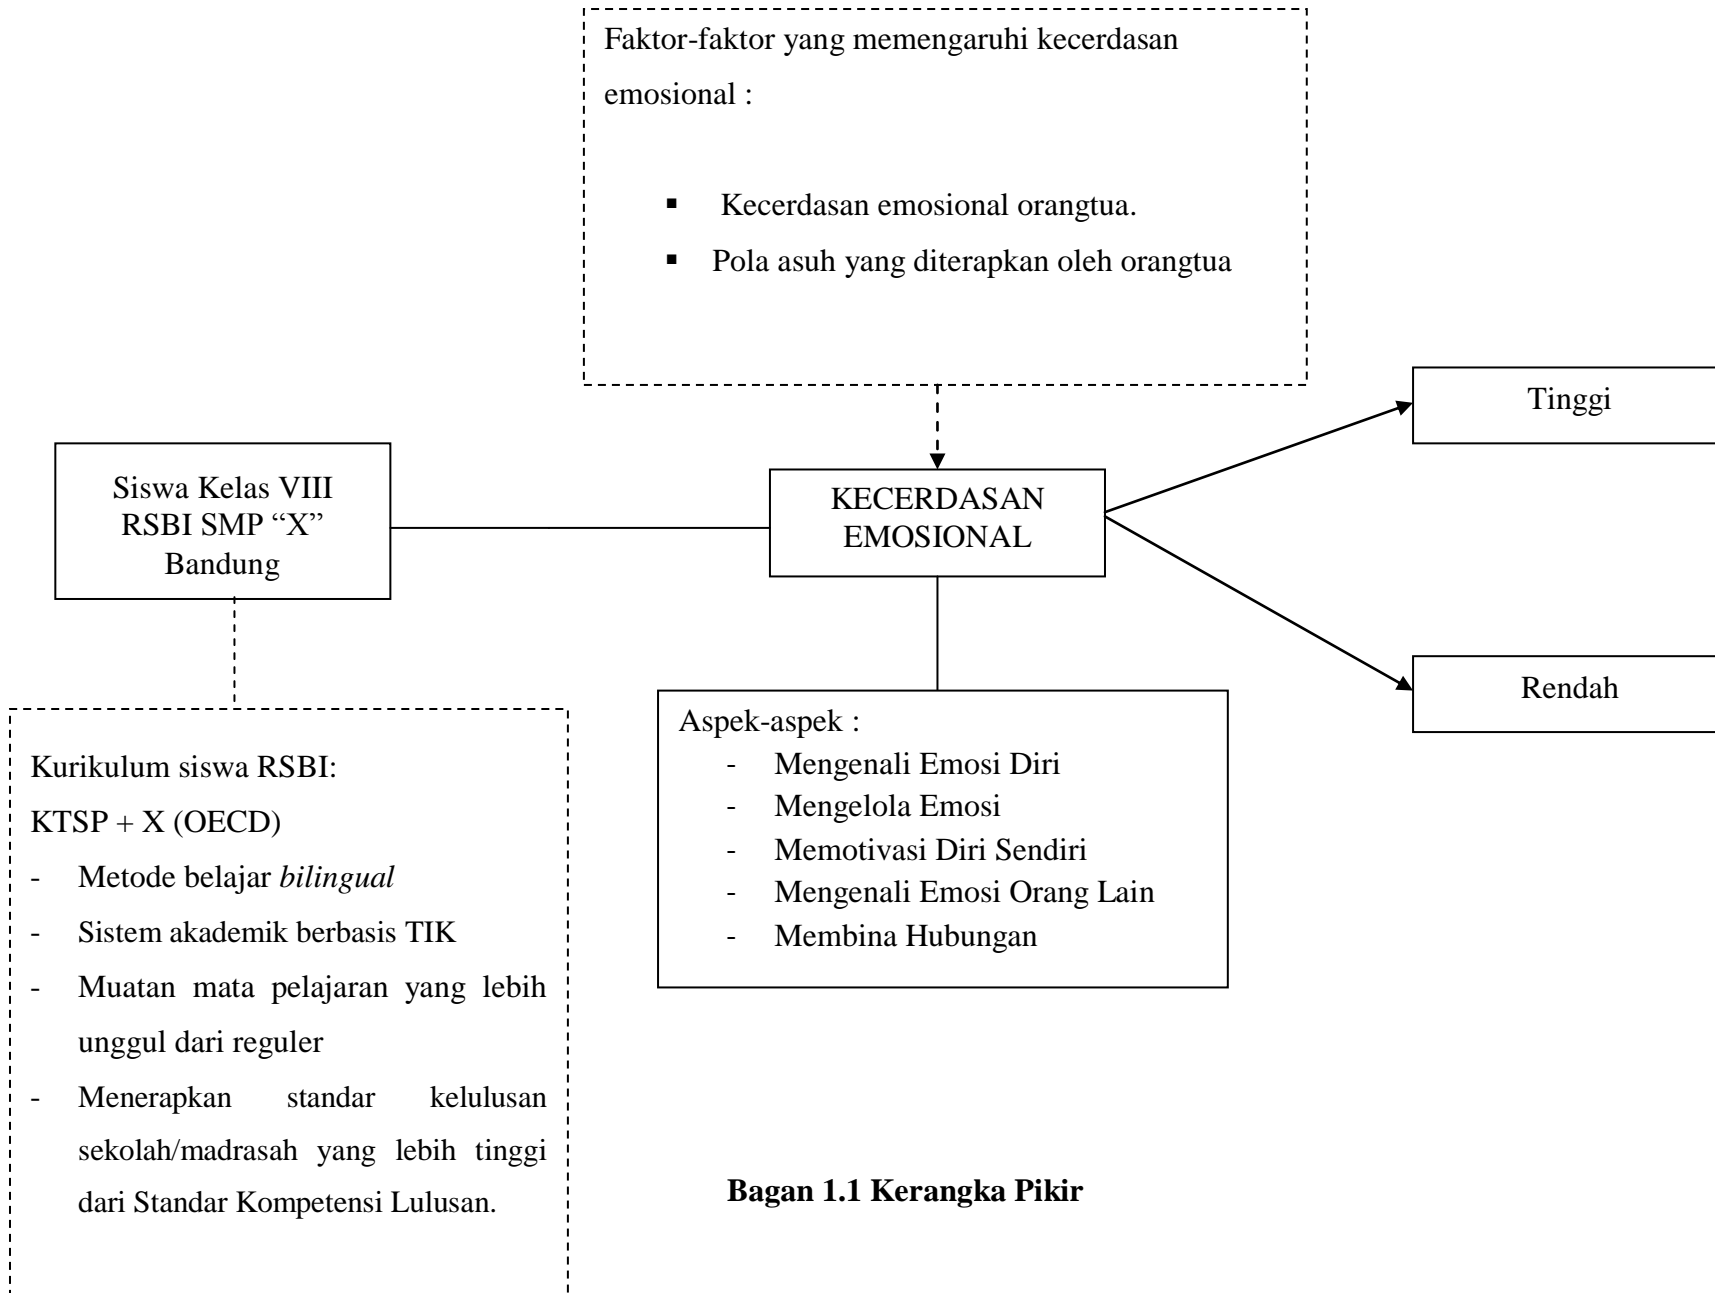 Faktor-faktor yang memengaruhi kecerdasan
emosional :
▪ Kecerdasan emosional orangtua.
▪ Pola asuh yang diterapkan oleh orangtua
Tinggi
Siswa Kelas VIII
RSBI SMP “X”
Bandung
KECERDASAN
EMOSIONAL
Rendah
Aspek-aspek :
- Mengenali Emosi Diri
- Mengelola Emosi
- Memotivasi Diri Sendiri
- Mengenali Emosi Orang Lain
- Membina Hubungan
Kurikulum siswa RSBI:
KTSP + X (OECD)
- Metode belajar bilingual
- Sistem akademik berbasis TIK
- Muatan mata pelajaran yang lebih
unggul dari reguler
- Menerapkan standar kelulusan
sekolah/madrasah yang lebih tinggi
dari Standar Kompetensi Lulusan.
Bagan 1.1 Kerangka Pikir